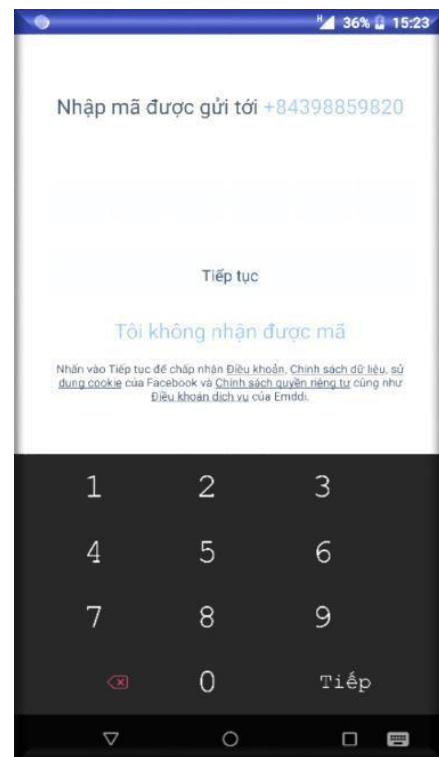 H 36% 15:23
Nhập mã được gửi tới +84398859820
Tiếp tục
Tôi không nhận được mã
Nhấn vào Tiếp tục để chấp nhận Điều khoản, Chính sách dữ liệu, sử
dụng cookie của Facebook và Chính sách quyền riêng tư cũng như
Điều khoản dịch vụ của Emddi.
1 2 3
4 5 6
7 8 9
0 Tiếp